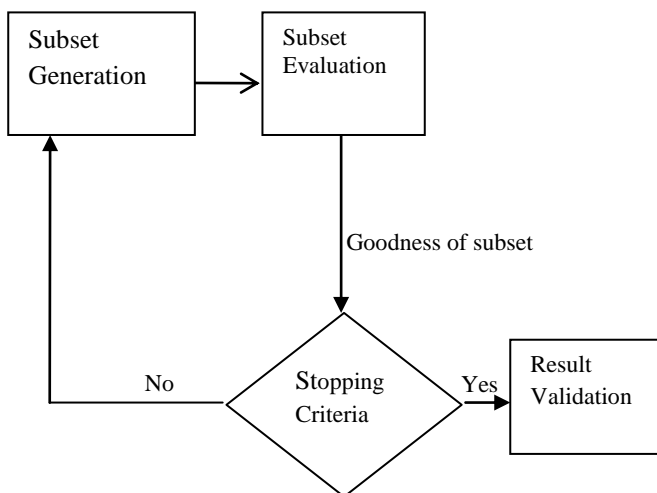 Subset
Generation
Subset
Evaluation
Goodness of subset
No
Stopping
Criteria
Yes
Result
Validation